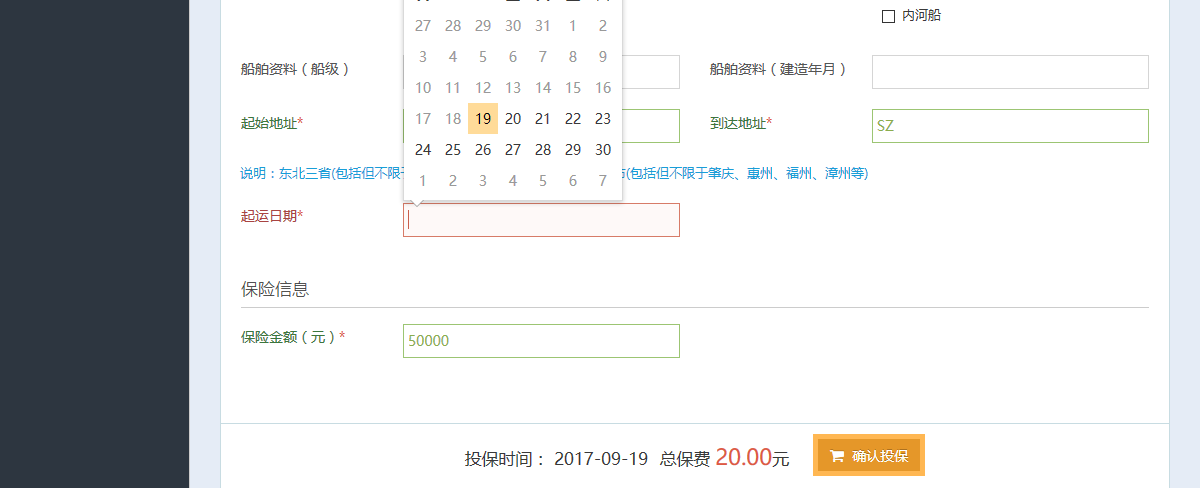 内河船
27 28 29 30 31 1 2
3 4 5 6 7 8 9
10 11 12 13 14 15 16
17 18 19 20 21 22 23
24 25 26 27 28 29 30
1 2 3 4 5 6 7
船舶资料（船级） 船舶资料（建造年月）
起始地址* 到达地址* SZ
说明：东北三省(包括但不限于 (包括但不限于肇庆、惠州、福州、漳州等)
起运日期*
保险信息
保险金额（元）* 50000
投保时间： 2017-09-19 总保费 20.00元 确认投保